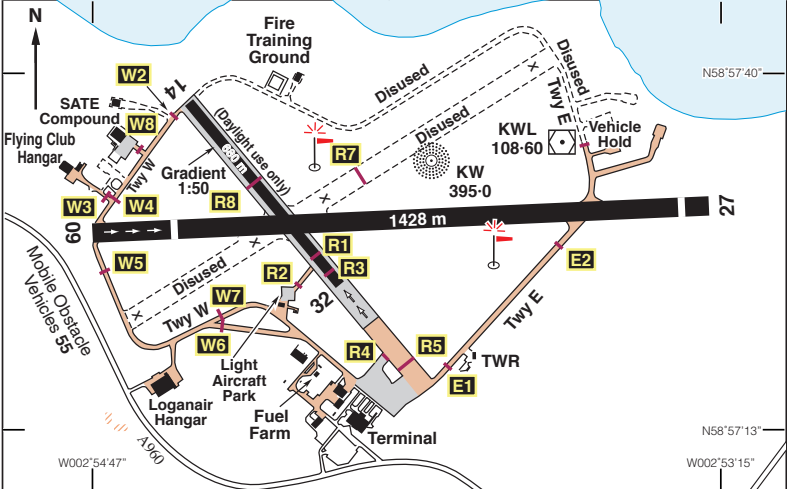 N
Fire
Training
Ground
Disused
Disused
Twy E
N58°57'40"
W2
14
SATE
Compound
W8
Flying Club
Hangar
Twy W
(Daylight use only)
Gradient
1:50
R7
Disused
KWL
108·60
Vehicle
Hold
KW
395·0
R8
W3
W4
09
1428 m
27
W5
R1
R3
E2
Disused
R2
Mobile Obstacle
Vehicles 55
W7
Twy W
32
Twy E
W6
Light
Aircraft
Park
R4
R5
TWR
E1
Loganair
Hangar
Fuel
Farm
Terminal
A960
N58°57'13"
W002°54'47"
W002°53'15"